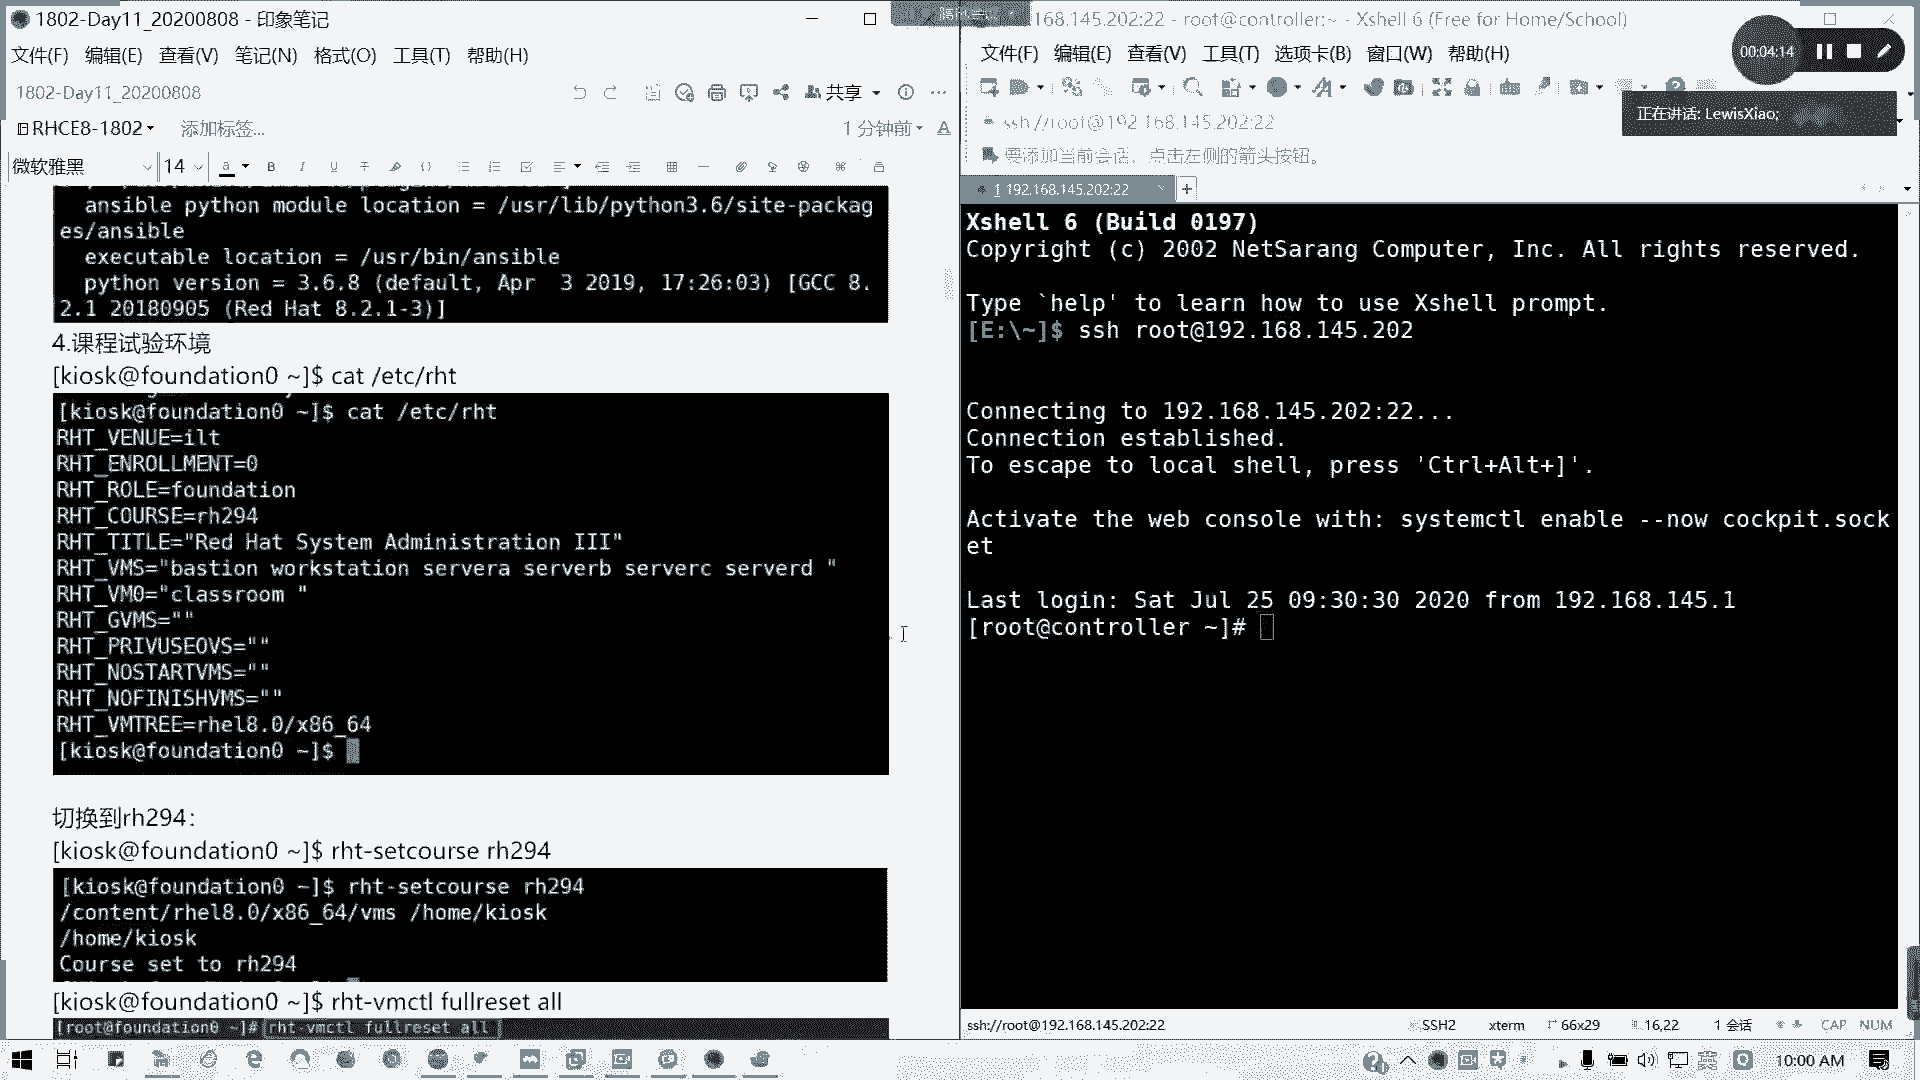 1802-Day11_20200808 - 印象笔记
文件(F) 编辑(E) 查看(V) 笔记(N) 格式(O) 工具(T) 帮助(H)
1802-Day11_20200808
共享
RHCE8-1802
添加标签...
1 分钟前
微软雅黑
14
ansible python module location = /usr/lib/python3.6/site-packag
es/ansible
executable location = /usr/bin/ansible
python version = 3.6.8 (default, Apr  3 2019, 17:26:03) [GCC 8.
2.1 20180905 (Red Hat 8.2.1-3)]
4.课程试验环境
[kiosk@foundation0 ~]$ cat /etc/rht
[kiosk@foundation0 ~]$ cat /etc/rht
RHT_VENUE=ilt
RHT_ENROLLMENT=0
RHT_ROLE=foundation
RHT_COURSE=rh294
RHT_TITLE="Red Hat System Administration III"
RHT_VMS="bastion workstation servera serverb serverc serverd "
RHT_VM0="classroom "
RHT_GVMS=""
RHT_PRIVUSEOVS=""
RHT_NOSTARTVMS=""
RHT_NOFINISHVMS=""
RHT_VMTREE=rhel8.0/x86_64
[kiosk@foundation0 ~]$
切换到rh294：
[kiosk@foundation0 ~]$ rht-setcourse rh294
[kiosk@foundation0 ~]$ rht-setcourse rh294
/content/rhel8.0/x86_64/vms /home/kiosk
/home/kiosk
Course set to rh294
[kiosk@foundation0 ~]$ rht-vmctl fullreset all
[root@foundation0 ~]# rht-vmctl fullreset all
168.145.202:22 - root@controller:~ - Xshell 6 (Free for Home/School)
文件(F) 编辑(E) 查看(V) 工具(T) 选项卡(B) 窗口(W) 帮助(H)
00:04:14
正在讲话: LewisXiao;
ssh://root@192.168.145.202:22
要添加当前会话，点击左侧的箭头按钮。
1 192.168.145.202:22
Xshell 6 (Build 0197)
Copyright (c) 2002 NetSarang Computer, Inc. All rights reserved.
Type `help' to learn how to use Xshell prompt.
[E:\~]$ ssh root@192.168.145.202
Connecting to 192.168.145.202:22...
Connection established.
To escape to local shell, press 'Ctrl+Alt+]'.
Activate the web console with: systemctl enable --now cockpit.sock
et
Last login: Sat Jul 25 09:30:30 2020 from 192.168.145.1
[root@controller ~]#
ssh://root@192.168.145.202:22
SSH2
xterm
66x29
16,22
1 会话
CAP
NUM
10:00 AM